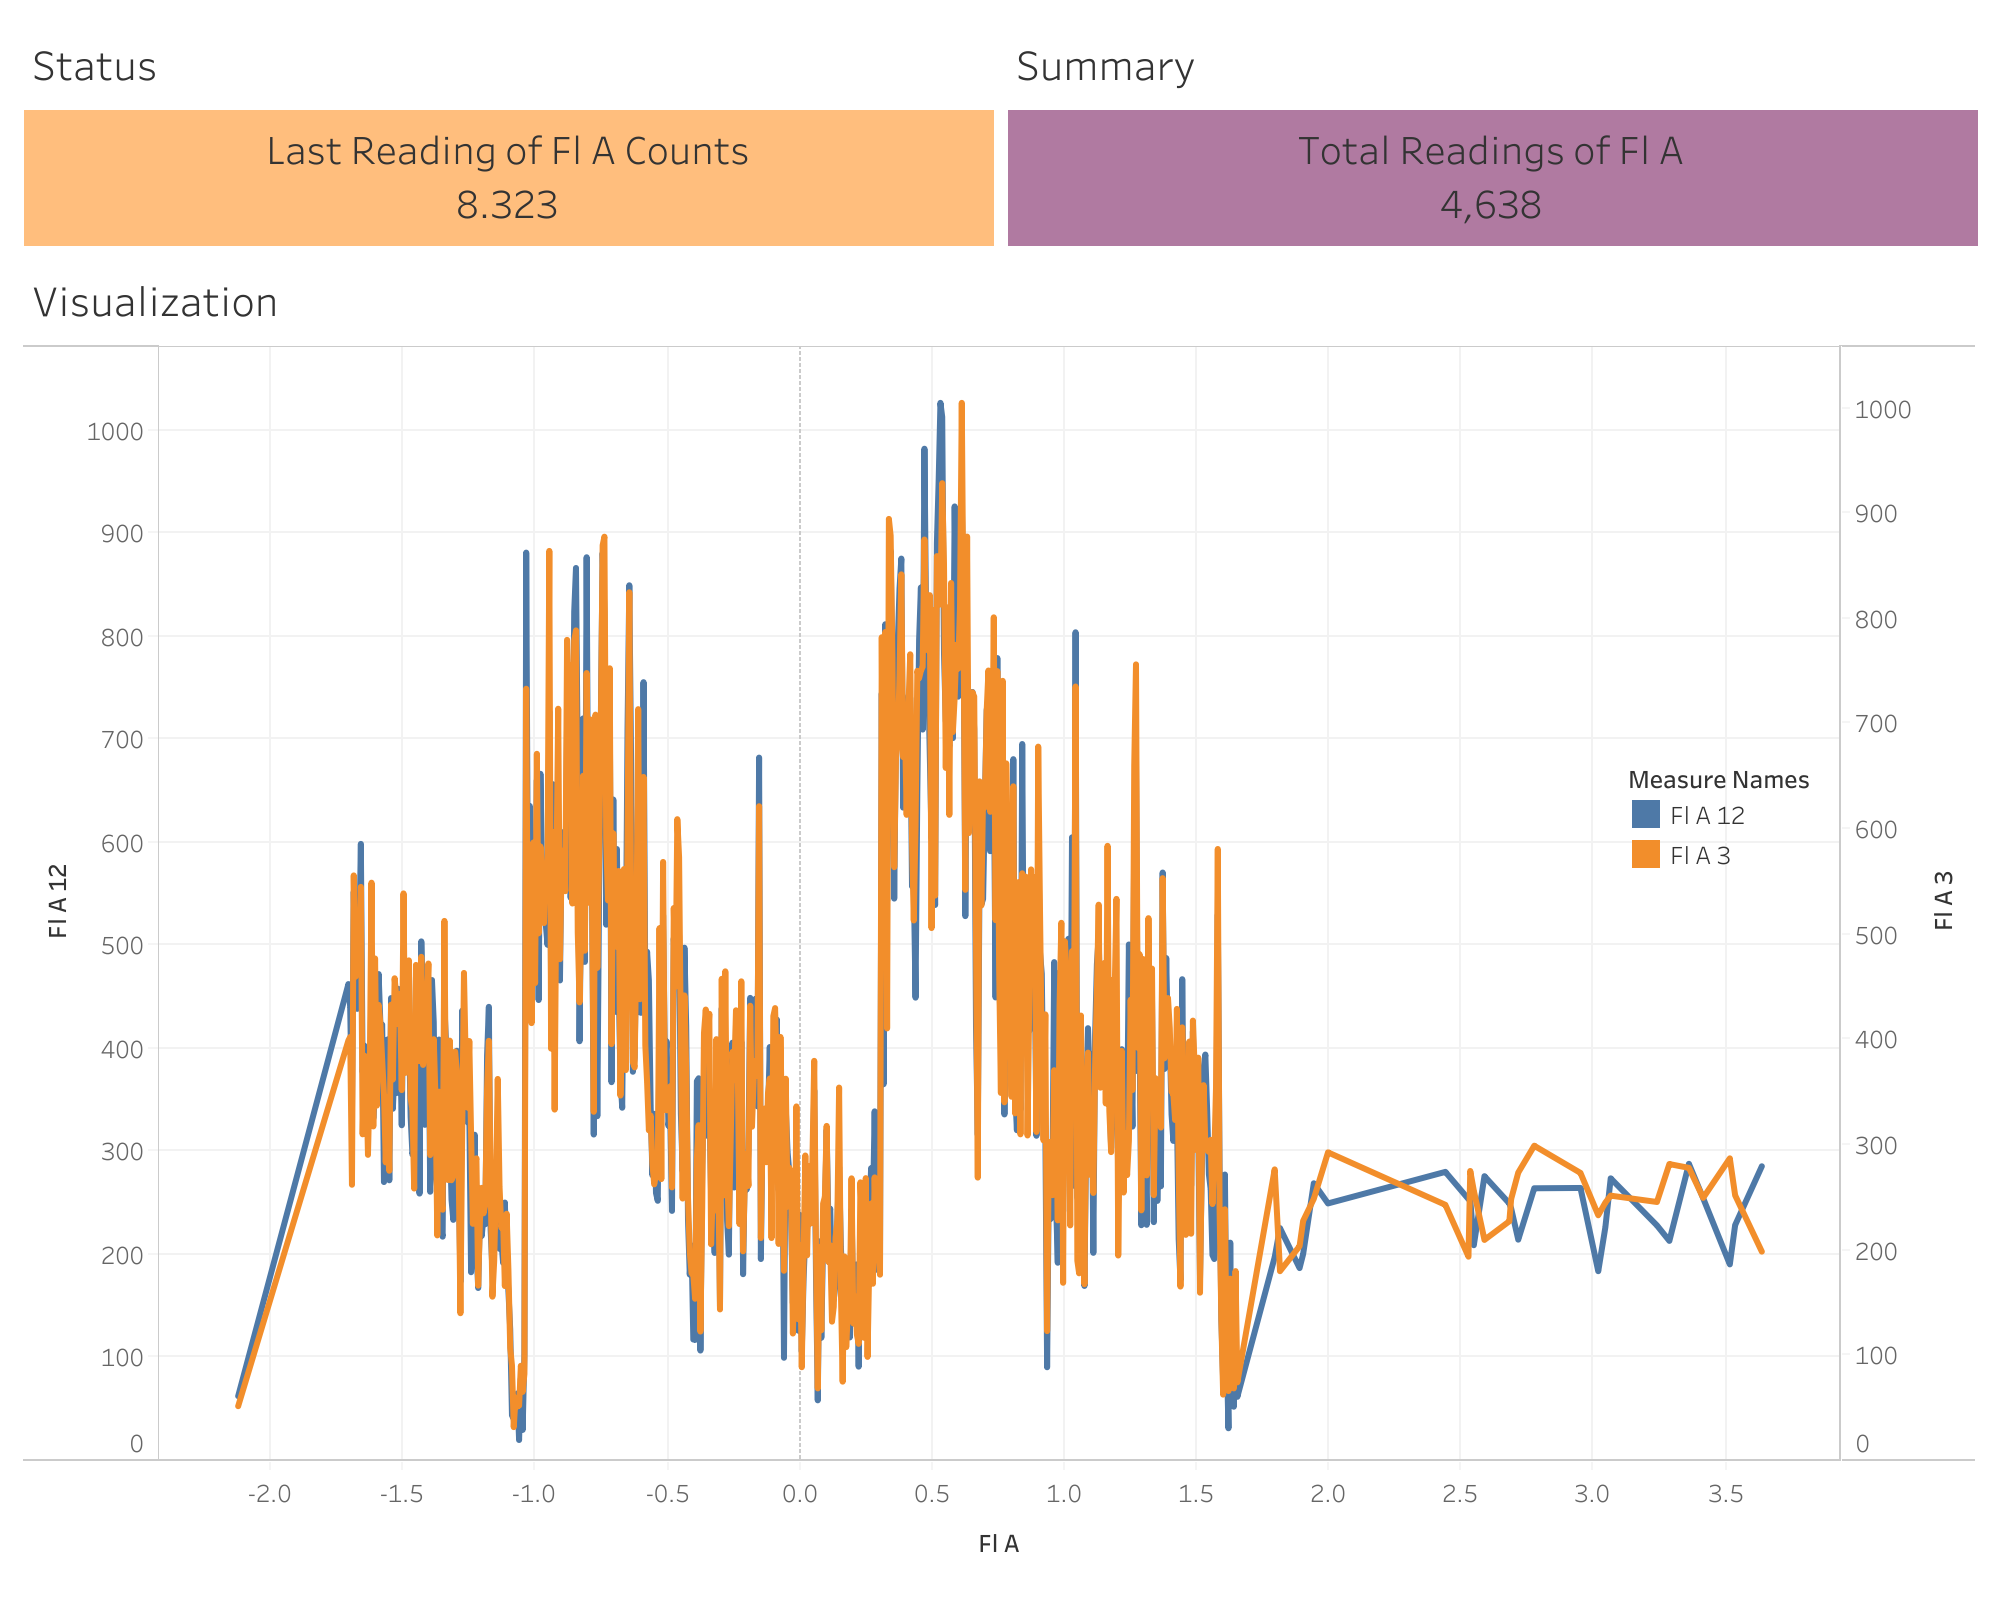 Status
Summary
Last Reading of Fl A Counts
8.323
Total Readings of Fl A
4,638
Visualization
1000
900
800
700
600
500
400
300
200
100
0
Fl A 12
Measure Names
Fl A 12
Fl A 3
1000
900
800
700
600
500
400
300
200
100
0
Fl A 3
-2.0 -1.5 -1.0 -0.5 0.0 0.5 1.0 1.5 2.0 2.5 3.0 3.5
Fl A